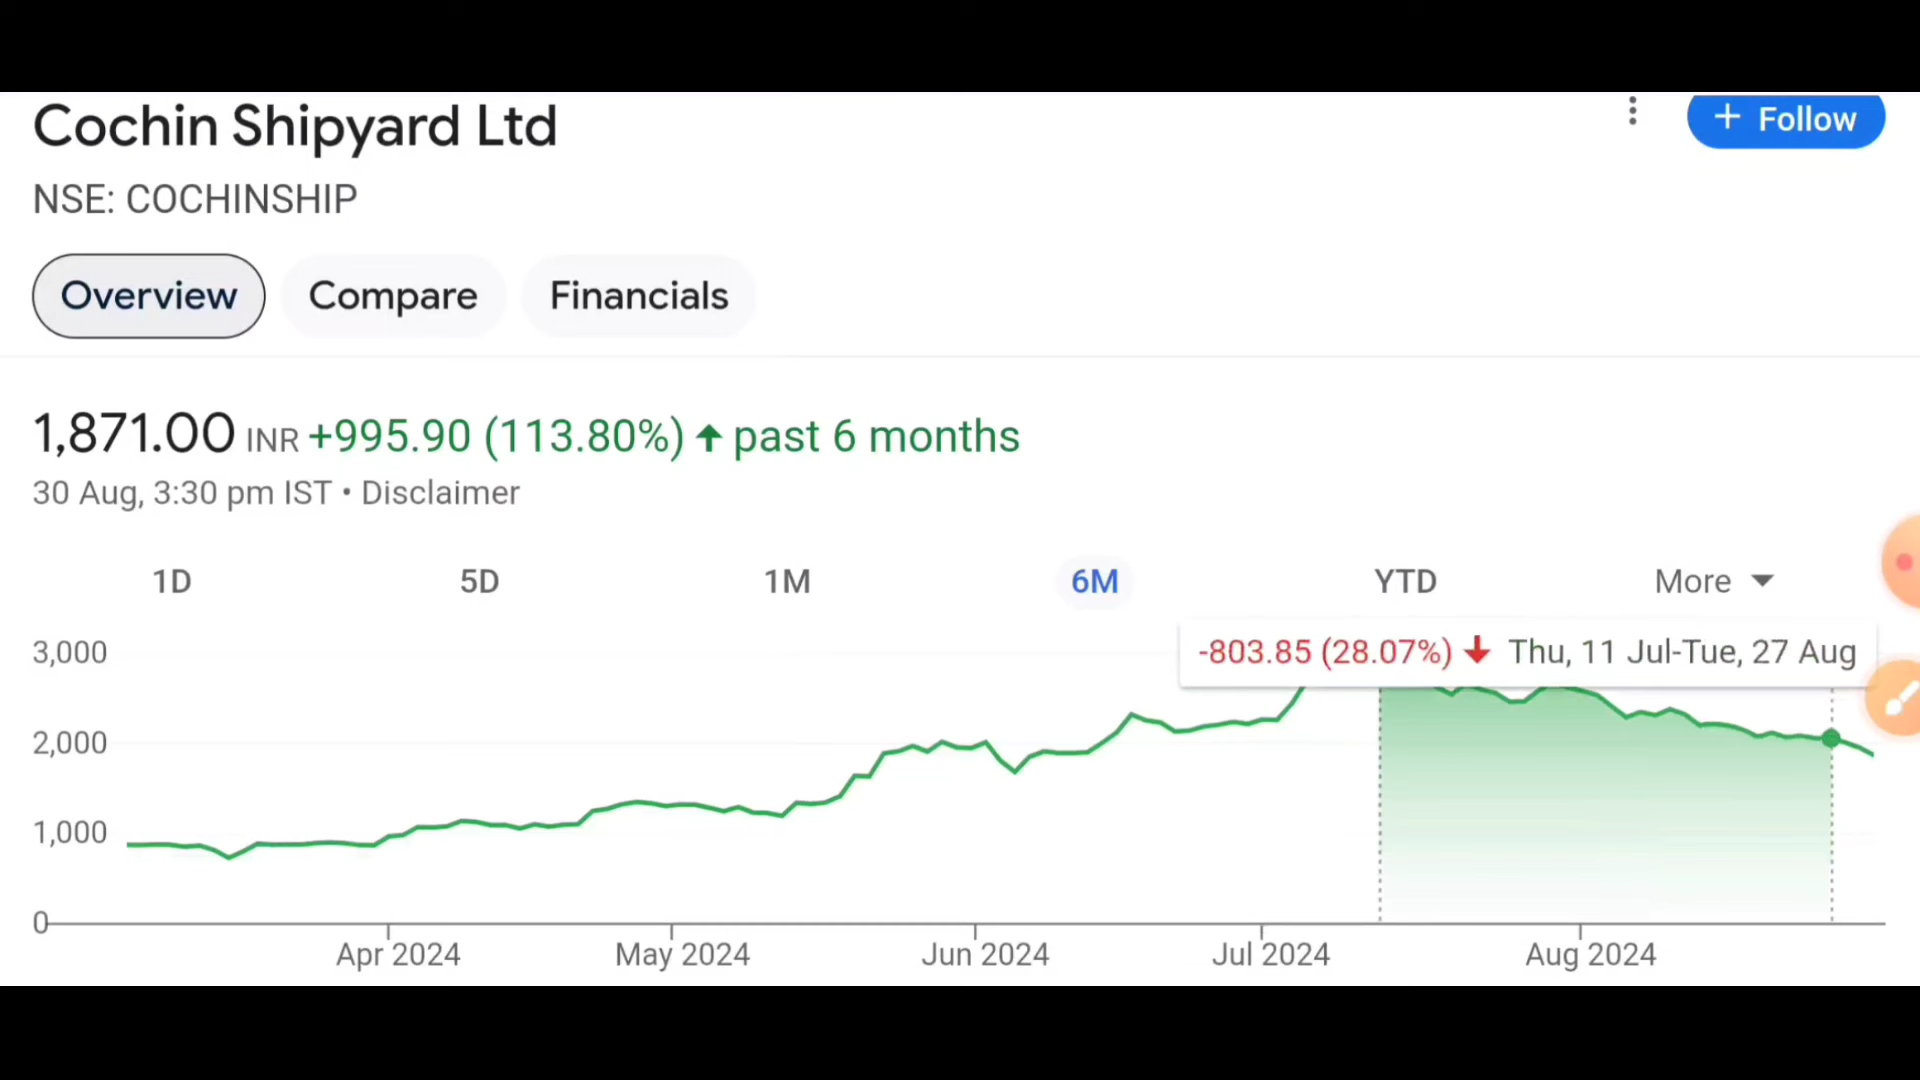 Cochin Shipyard Ltd
+ Follow
NSE: COCHINSHIP
Overview Compare Financials
1,871.00 INR +995.90 (113.80%) ↑ past 6 months
30 Aug, 3:30 pm IST • Disclaimer
1D 5D 1M 6M YTD More
-803.85 (28.07%) ↓ Thu, 11 Jul-Tue, 27 Aug
3,000
2,000
1,000
0
Apr 2024 May 2024 Jun 2024 Jul 2024 Aug 2024